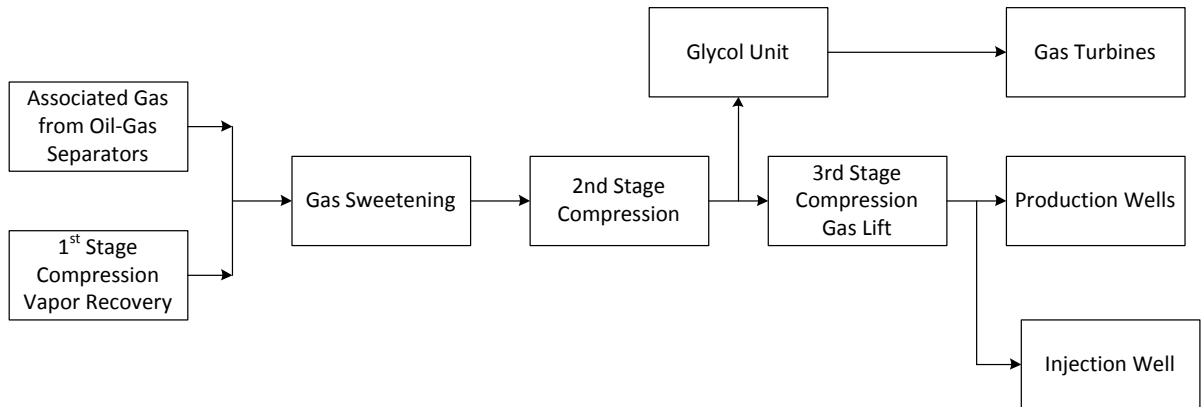 Glycol Unit
Gas Turbines
Associated Gas
from Oil-Gas
Separators
Gas Sweetening
2nd Stage
Compression
3rd Stage
Compression
Gas Lift
Production Wells
1st Stage
Compression
Vapor Recovery
Injection Well